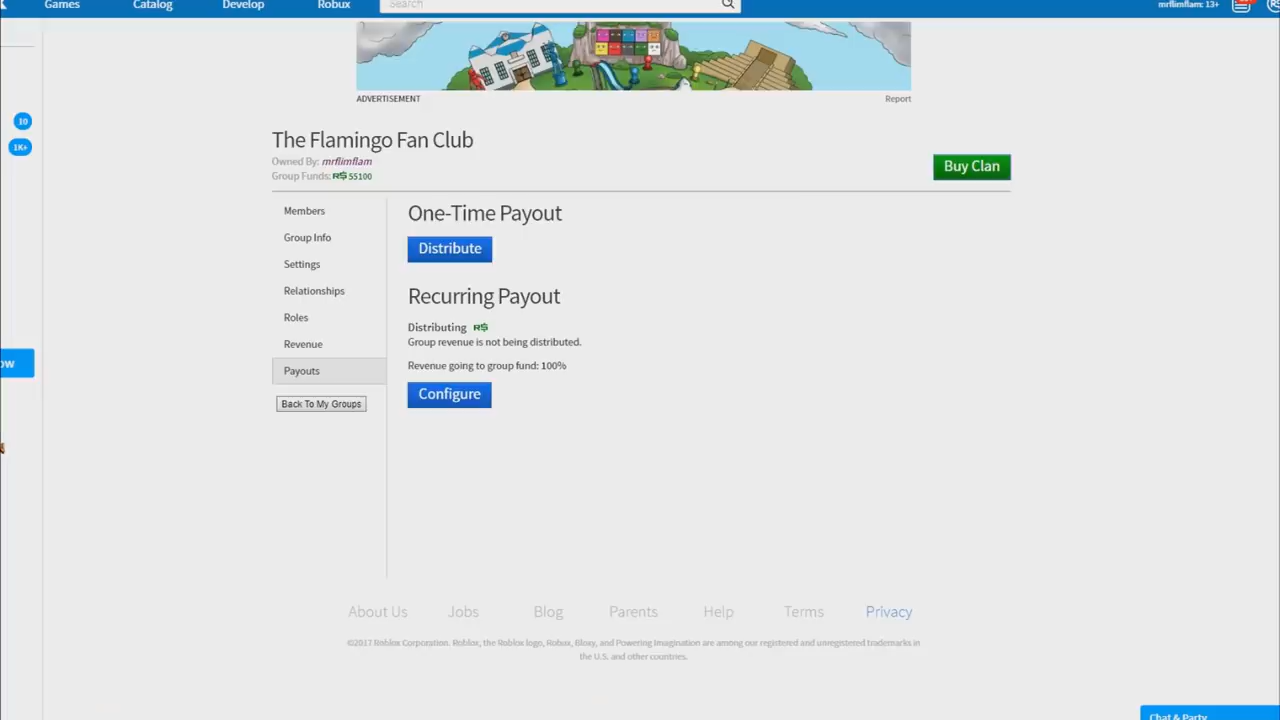 Games Catalog Develop Robux Search mrflimflam: 13+
ADVERTISEMENT Report
The Flamingo Fan Club
Owned By: mrflimflam
Group Funds: R$ 55100
Buy Clan
10
1K+
Members
Group Info
Settings
Relationships
Roles
Revenue
Payouts
Back To My Groups
One-Time Payout
Distribute
Recurring Payout
Distributing R$
Group revenue is not being distributed.
Revenue going to group fund: 100%
Configure
About Us Jobs Blog Parents Help Terms Privacy
©2017 Roblox Corporation. Roblox, the Roblox logo, Robux, Bloxy, and Powering Imagination are among our registered and unregistered trademarks in
the U.S. and other countries.
Chat & Party